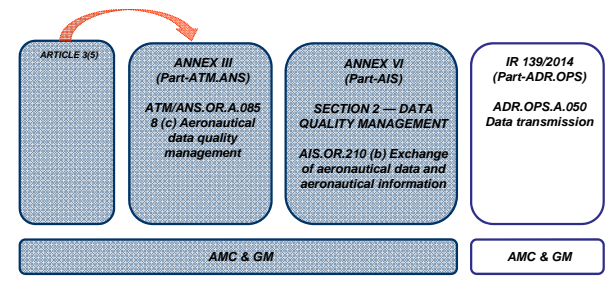 ARTICLE 3(5)
ANNEX III
(Part-ATM.ANS)
ATM/ANS.OR.A.085
8 (c) Aeronautical
data quality
management
ANNEX VI
(Part-AIS)
SECTION 2 — DATA
QUALITY MANAGEMENT
AIS.OR.210 (b) Exchange
of aeronautical data and
aeronautical information
IR 139/2014
(Part-ADR.OPS)
ADR.OPS.A.050
Data transmission
AMC & GM
AMC & GM